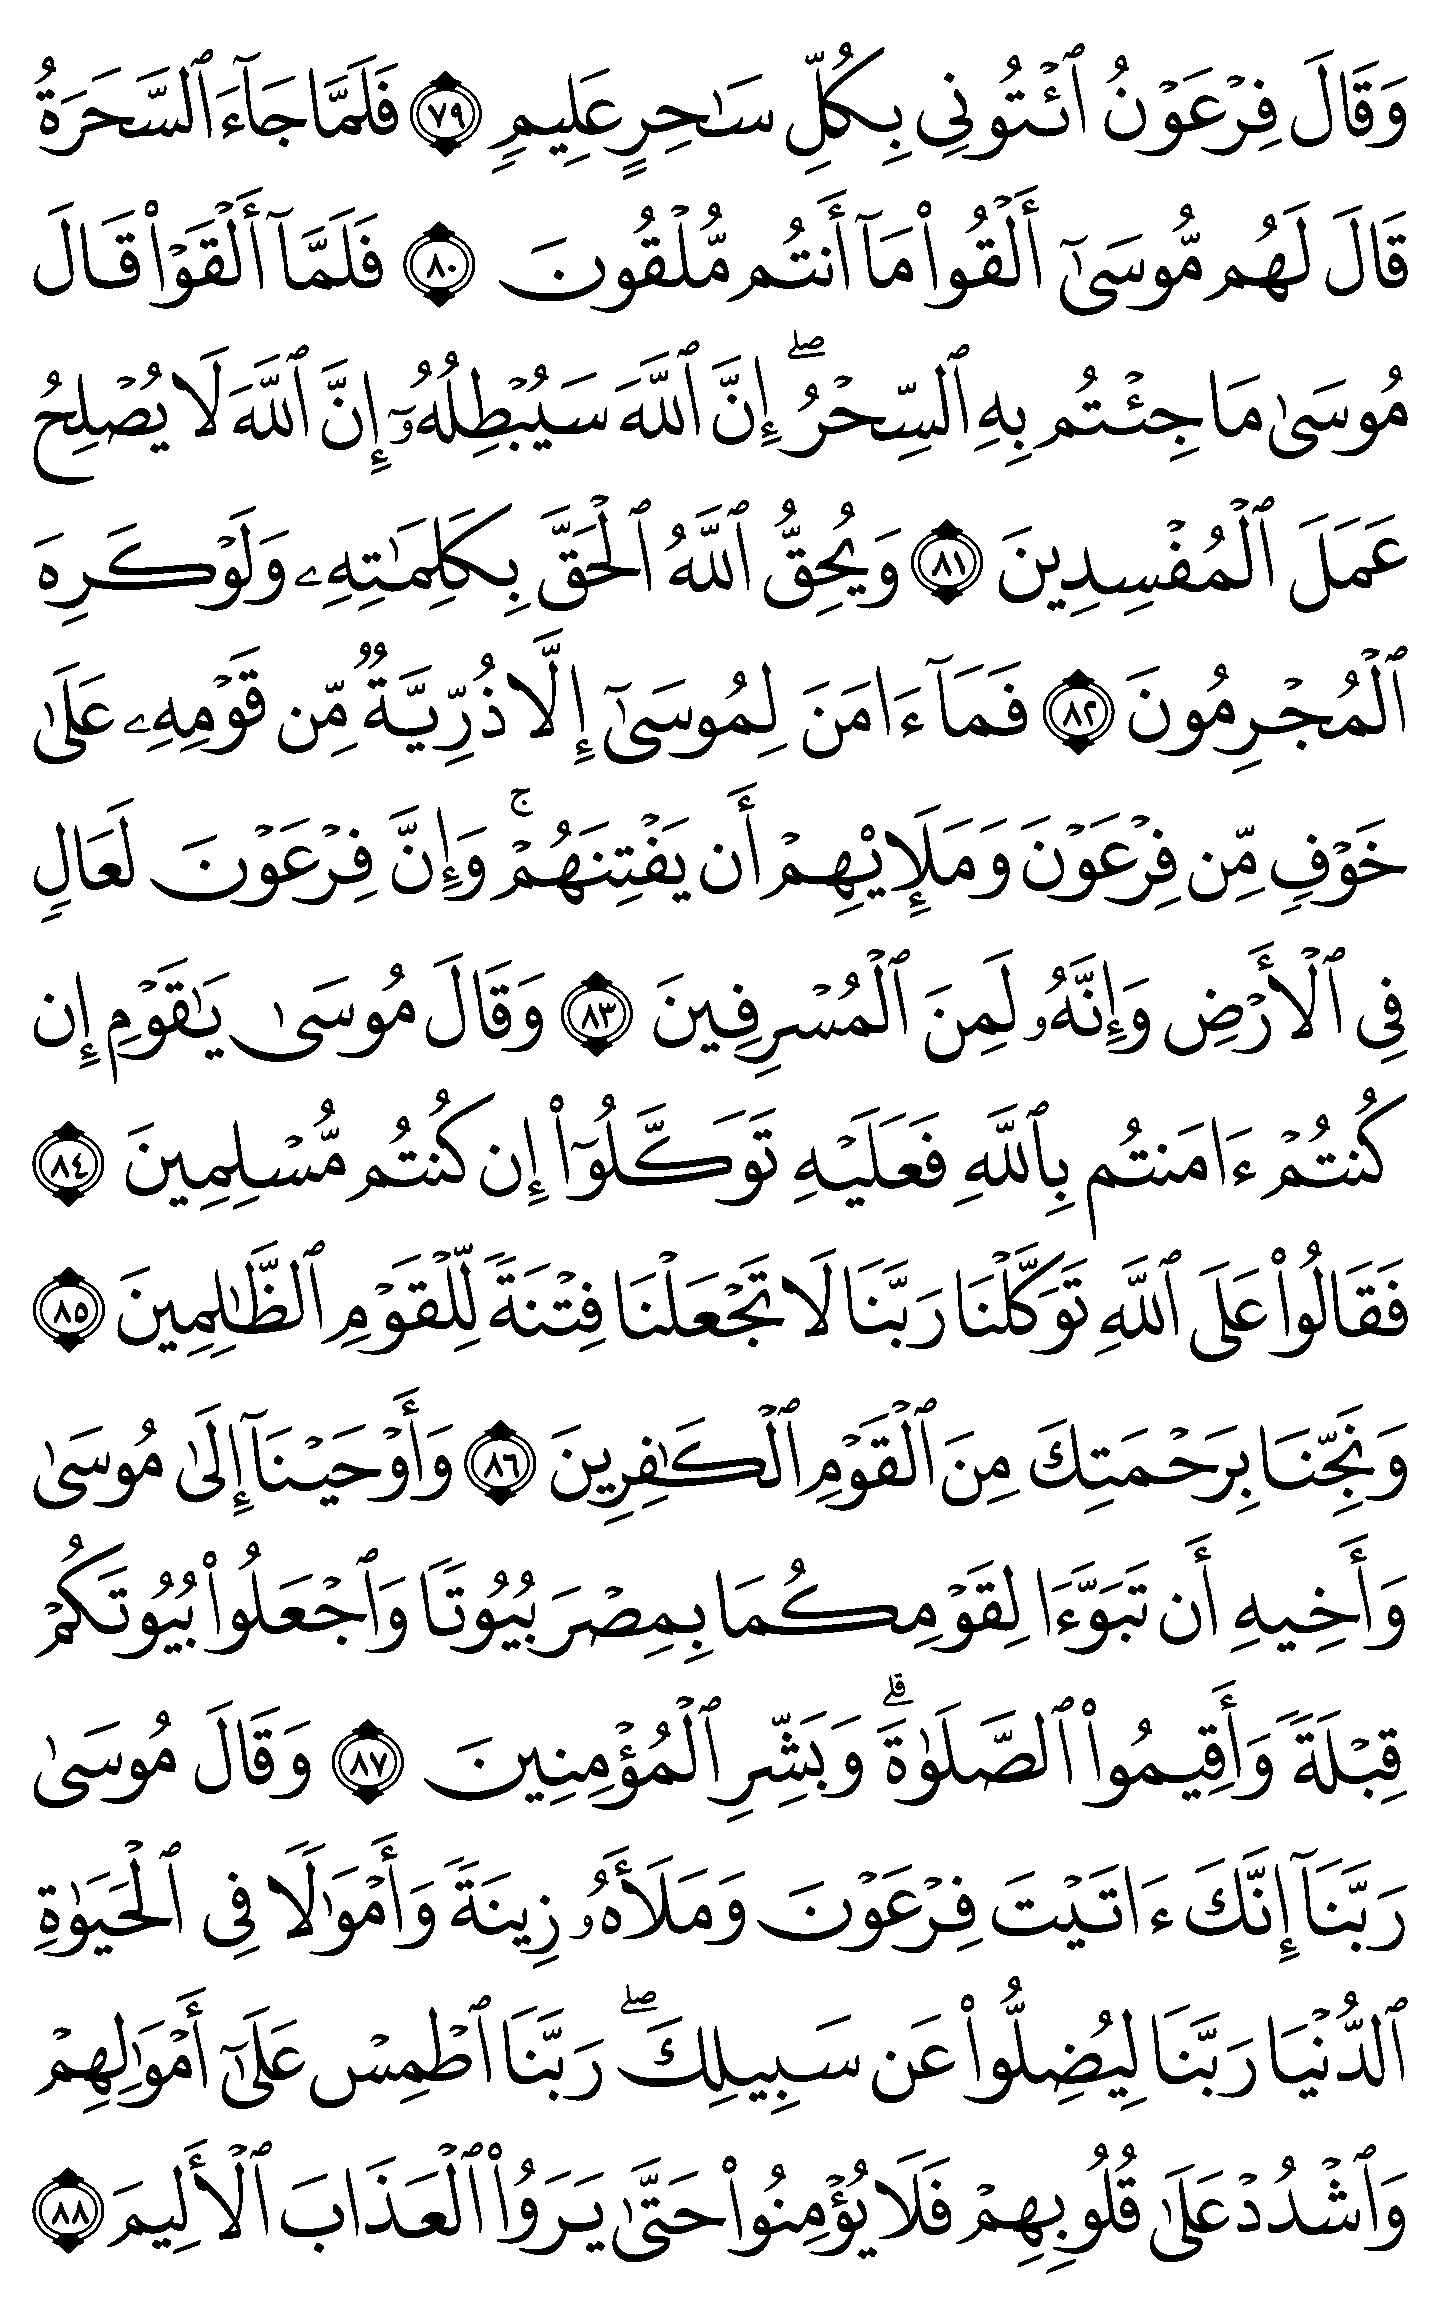 وَقَالَ فِرْعَوْنُ ٱئْتُونِى بِكُلِّ سَـٰحِرٍ عَلِيمٍ ٧٩ فَلَمَّا جَآءَ ٱلسَّحَرَةُ
قَالَ لَهُم مُّوسَىٰٓ أَلْقُوا۟ مَآ أَنتُم مُّلْقُونَ ٨٠ فَلَمَّآ أَلْقَوْا۟ قَالَ
مُوسَىٰ مَا جِئْتُم بِهِ ٱلسِّحْرُ ۖ إِنَّ ٱللَّهَ سَيُبْطِلُهُۥٓ إِنَّ ٱللَّهَ لَا يُصْلِحُ
عَمَلَ ٱلْمُفْسِدِينَ ٨١ وَيُحِقُّ ٱللَّهُ ٱلْحَقَّ بِكَلِمَـٰتِهِۦ وَلَوْ كَرِهَ
ٱلْمُجْرِمُونَ ٨٢ فَمَآ ءَامَنَ لِمُوسَىٰٓ إِلَّا ذُرِّيَّةٌ مِّن قَوْمِهِۦ عَلَىٰ
خَوْفٍ مِّن فِرْعَوْنَ وَمَلَإِي۟هِمْ أَن يَفْتِنَهُمْ ۚ وَإِنَّ فِرْعَوْنَ لَعَالٍ
فِى ٱلْأَرْضِ وَإِنَّهُۥ لَمِنَ ٱلْمُسْرِفِينَ ٨٣ وَقَالَ مُوسَىٰ يَـٰقَوْمِ إِن
كُنتُمْ ءَامَنتُم بِٱللَّهِ فَعَلَيْهِ تَوَكَّلُوٓا۟ إِن كُنتُم مُّسْلِمِينَ ٨٤
فَقَالُوا۟ عَلَى ٱللَّهِ تَوَكَّلْنَا رَبَّنَا لَا تَجْعَلْنَا فِتْنَةً لِّلْقَوْمِ ٱلظَّـٰلِمِينَ ٨٥
وَنَجِّنَا بِرَحْمَتِكَ مِنَ ٱلْقَوْمِ ٱلْكَـٰفِرِينَ ٨٦ وَأَوْحَيْنَآ إِلَىٰ مُوسَىٰ
وَأَخِيهِ أَن تَبَوَّءَا لِقَوْمِكُمَا بِمِصْرَ بُيُوتًا وَٱجْعَلُوا۟ بُيُوتَكُمْ
قِبْلَةً وَأَقِيمُوا۟ ٱلصَّلَوٰةَ ۗ وَبَشِّرِ ٱلْمُؤْمِنِينَ ٨٧ وَقَالَ مُوسَىٰ
رَبَّنَآ إِنَّكَ ءَاتَيْتَ فِرْعَوْنَ وَمَلَأَهُۥ زِينَةً وَأَمْوَٰلًا فِى ٱلْحَيَوٰةِ
ٱلدُّنْيَا رَبَّنَا لِيُضِلُّوا۟ عَن سَبِيلِكَ ۖ رَبَّنَا ٱطْمِسْ عَلَىٰٓ أَمْوَٰلِهِمْ
وَٱشْدُدْ عَلَىٰ قُلُوبِهِمْ فَلَا يُؤْمِنُوا۟ حَتَّىٰ يَرَوُا۟ ٱلْعَذَابَ ٱلْأَلِيمَ ٨٨